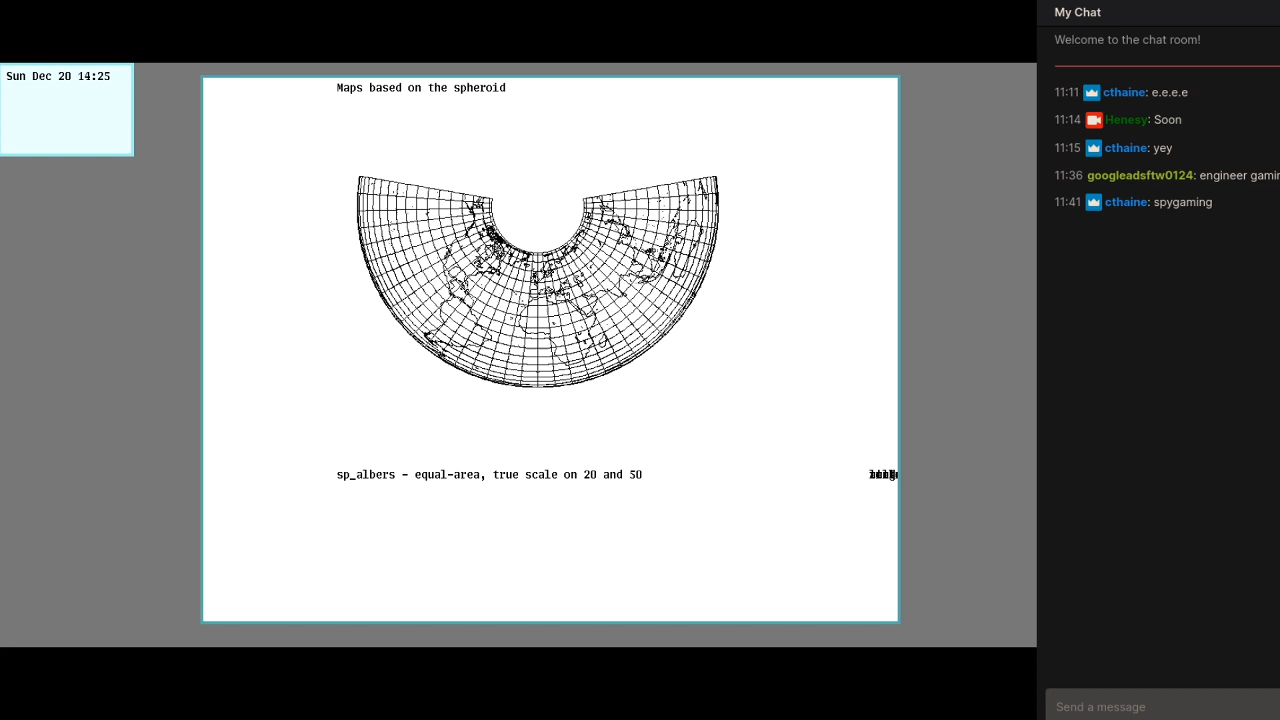 Sun Dec 20 14:25
Maps based on the spheroid
sp_albers - equal-area, true scale on 20 and 50
My Chat
Welcome to the chat room!
11:11 cthaine: e.e.e.e
11:14 Henesy: Soon
11:15 cthaine: yey
11:36 googleadsftw0124: engineer gamin
11:41 cthaine: spygaming
Send a message